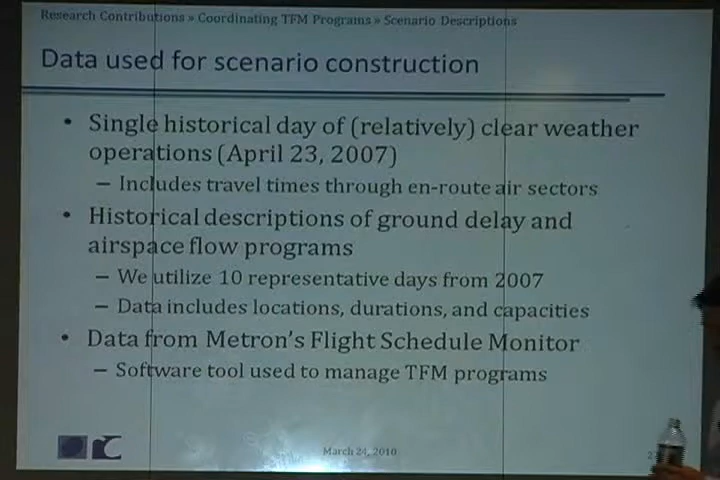 Research Contributions » Coordinating TFM Programs » Scenario Descriptions
Data used for scenario construction
• Single historical day of (relatively) clear weather
operations (April 23, 2007)
– Includes travel times through en-route air sectors
• Historical descriptions of ground delay and
airspace flow programs
– We utilize 10 representative days from 2007
– Data includes locations, durations, and capacities
• Data from Metron's Flight Schedule Monitor
– Software tool used to manage TFM programs
March 24, 2010